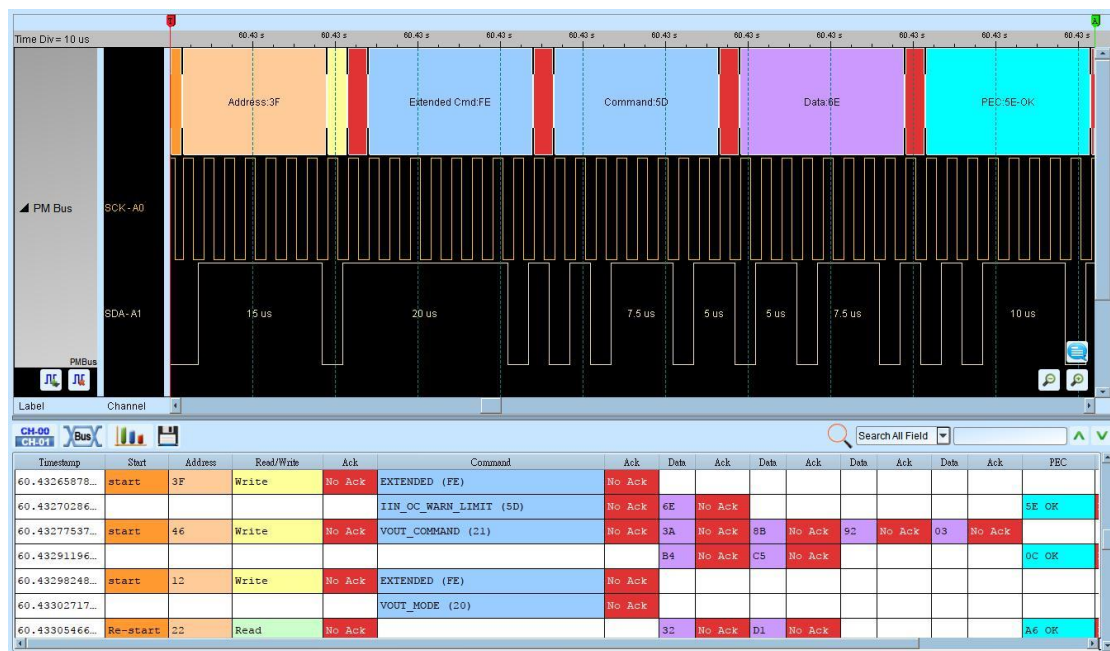 Time Div = 10 us 60.43 s 60.43 s 60.43 s 60.43 s 60.43 s 60.43 s 60.43 s 60.43 s 60.43 s 60.43 s 60.43 s
T A
Address:3F Extended Cmd:FE Command:5D Data:6E PEC:5E-OK
PM Bus SCK-A0
SDA-A1 15 us 20 us 7.5 us 5 us 5 us 7.5 us 10 us
PMBus
Label Channel
CH-00
CH-01 Bus Search All Field
Timestamp Start Address Read/Write Ack Command Ack Data Ack Data Ack Data Ack Data Ack PEC
60.43265878... start 3F Write No Ack EXTENDED (FE) No Ack
60.43270286... IIN_OC_WARN_LIMIT (5D) No Ack 6E No Ack 5E OK
60.43277537... start 46 Write No Ack VOUT_COMMAND (21) No Ack 3A No Ack 8B No Ack 92 No Ack 03 No Ack
60.43291196... B4 No Ack C5 No Ack 0C OK
60.43298248... start 12 Write No Ack EXTENDED (FE) No Ack
60.43302717... VOUT_MODE (20) No Ack
60.43305466... Re-start 22 Read No Ack 32 No Ack D1 No Ack A6 OK